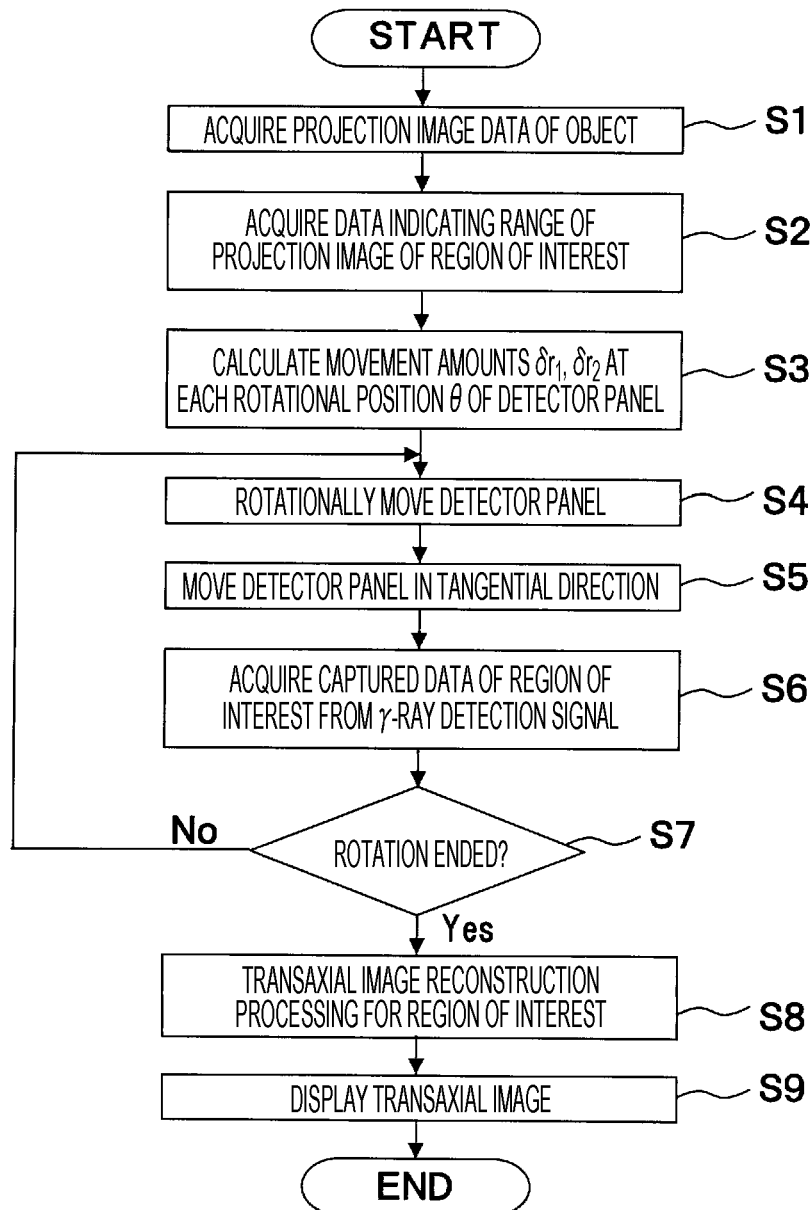 START
ACQUIRE PROJECTION IMAGE DATA OF OBJECT
S1
ACQUIRE DATA INDICATING RANGE OF
PROJECTION IMAGE OF REGION OF INTEREST
S2
CALCULATE MOVEMENT AMOUNTS δr₁, δr₂ AT
EACH ROTATIONAL POSITION θ OF DETECTOR PANEL
S3
ROTATIONALLY MOVE DETECTOR PANEL
S4
MOVE DETECTOR PANEL IN TANGENTIAL DIRECTION
S5
ACQUIRE CAPTURED DATA OF REGION OF
INTEREST FROM γ-RAY DETECTION SIGNAL
S6
No
ROTATION ENDED?
S7
Yes
TRANSAXIAL IMAGE RECONSTRUCTION
PROCESSING FOR REGION OF INTEREST
S8
DISPLAY TRANSAXIAL IMAGE
S9
END